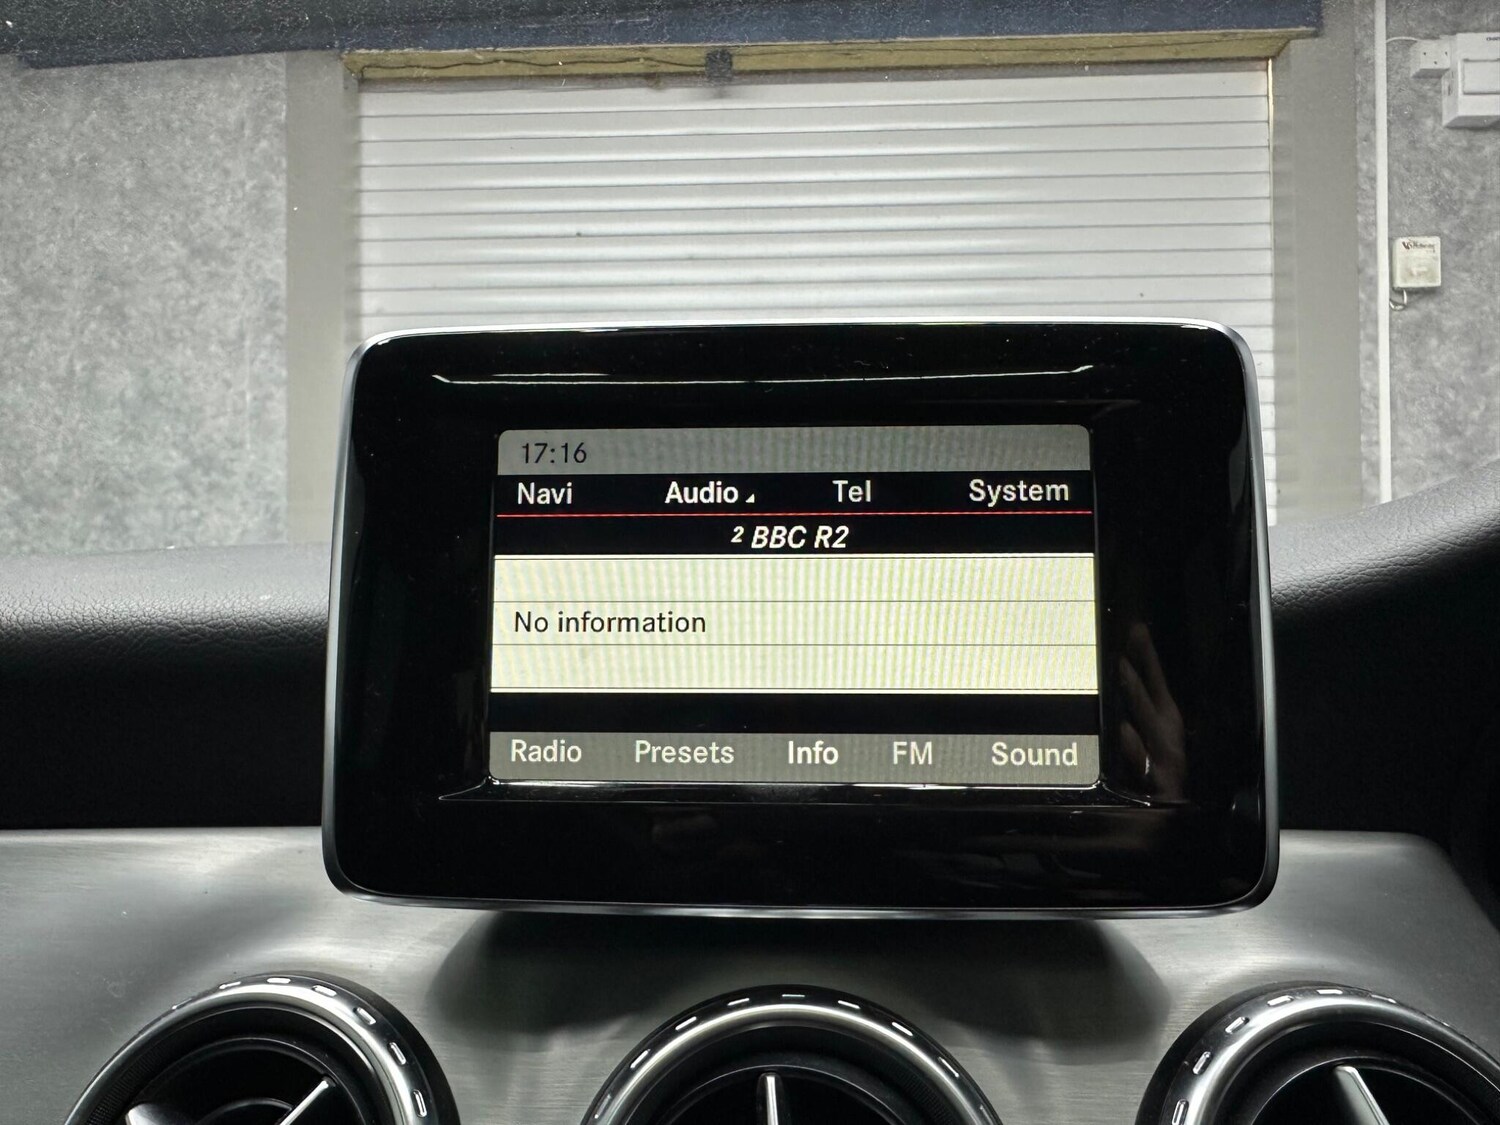 17:16
Navi Audio Tel System
2 BBC R2
No information
Radio Presets Info FM Sound